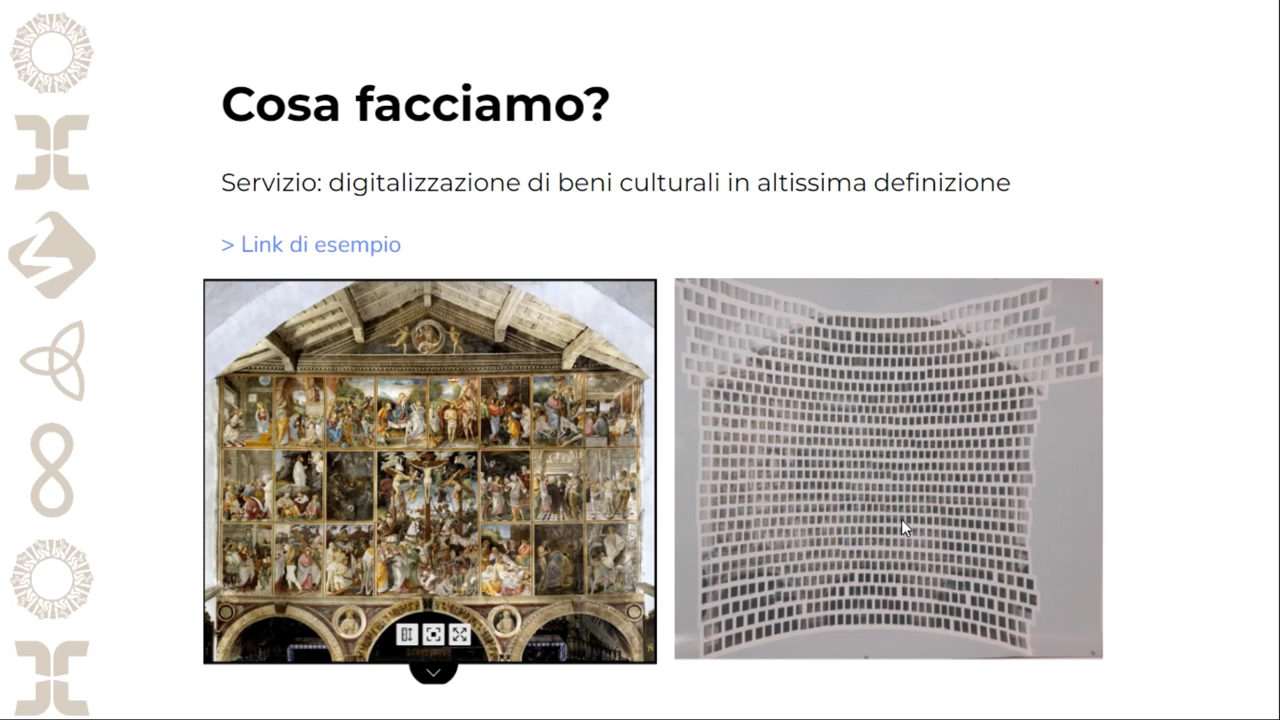 Cosa facciamo?
Servizio: digitalizzazione di beni culturali in altissima definizione
> Link di esempio